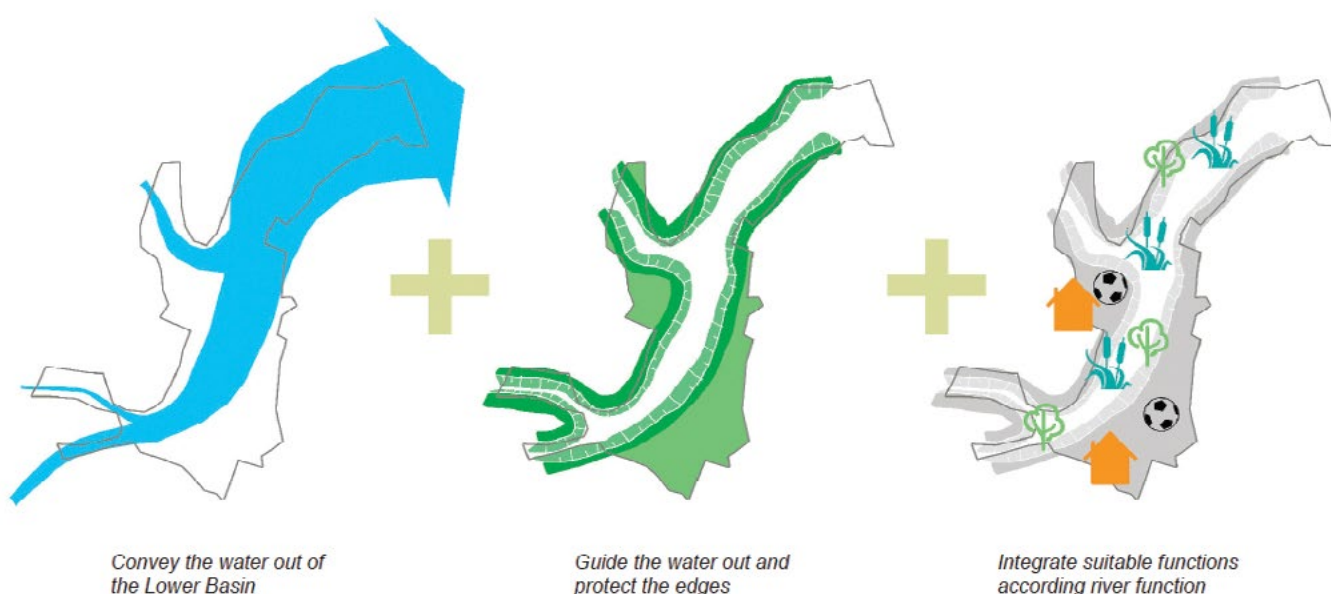 Convey the water out of
the Lower Basin
Guide the water out and
protect the edges
Integrate suitable functions
according river function